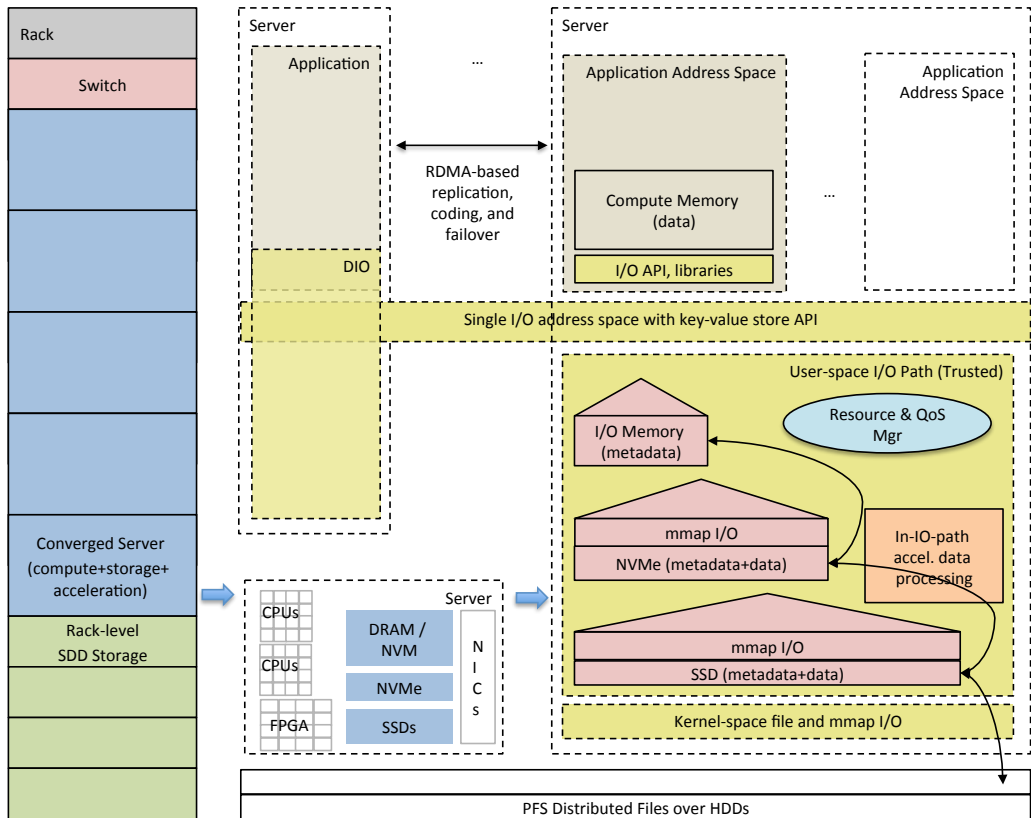 Rack
Switch
Converged Server
(compute+storage+
acceleration)
Rack-level
SDD Storage
Server
Application
...
RDMA-based
replication,
coding, and
failover
DIO
Server
Application Address Space
Compute Memory
(data)
I/O API, libraries
...
Application
Address Space
Single I/O address space with key-value store API
User-space I/O Path (Trusted)
Resource & QoS
Mgr
I/O Memory
(metadata)
mmap I/O
NVMe (metadata+data)
In-IO-path
accel. data
processing
mmap I/O
SSD (metadata+data)
Kernel-space file and mmap I/O
Server
CPUs
CPUs
FPGA
DRAM /
NVM
NVMe
SSDs
N
I
C
s
PFS Distributed Files over HDDs